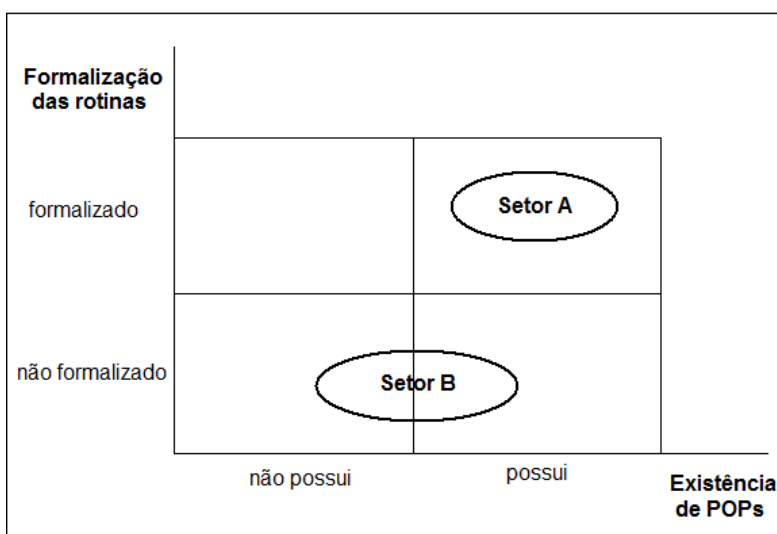 Formalização
das rotinas
formalizado
Setor A
não formalizado
Setor B
não possui
possui
Existência
de POPs